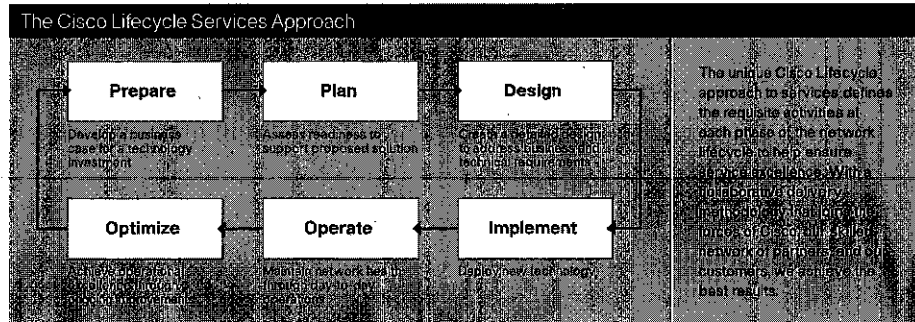 The Cisco Lifecycle Services Approach
Prepare
Develop a business
case for a technology
investment
Plan
Assess readiness to
support proposed solution
Design
Create a detailed design
to address business and
technical requirements
Optimize
Achieve operational
excellence through
improvements
Operate
Maintain network health
through day-to-day
operations
Implement
Deploy new technology
The unique Cisco Lifecycle
approach to services defines
the requisite activities at
each phase of the network
lifecycle to help ensure
service excellence. With a
collaborative delivery
methodology that joins the
forces of Cisco, our skilled
network of partners, and our
customers, we achieve the
best results.